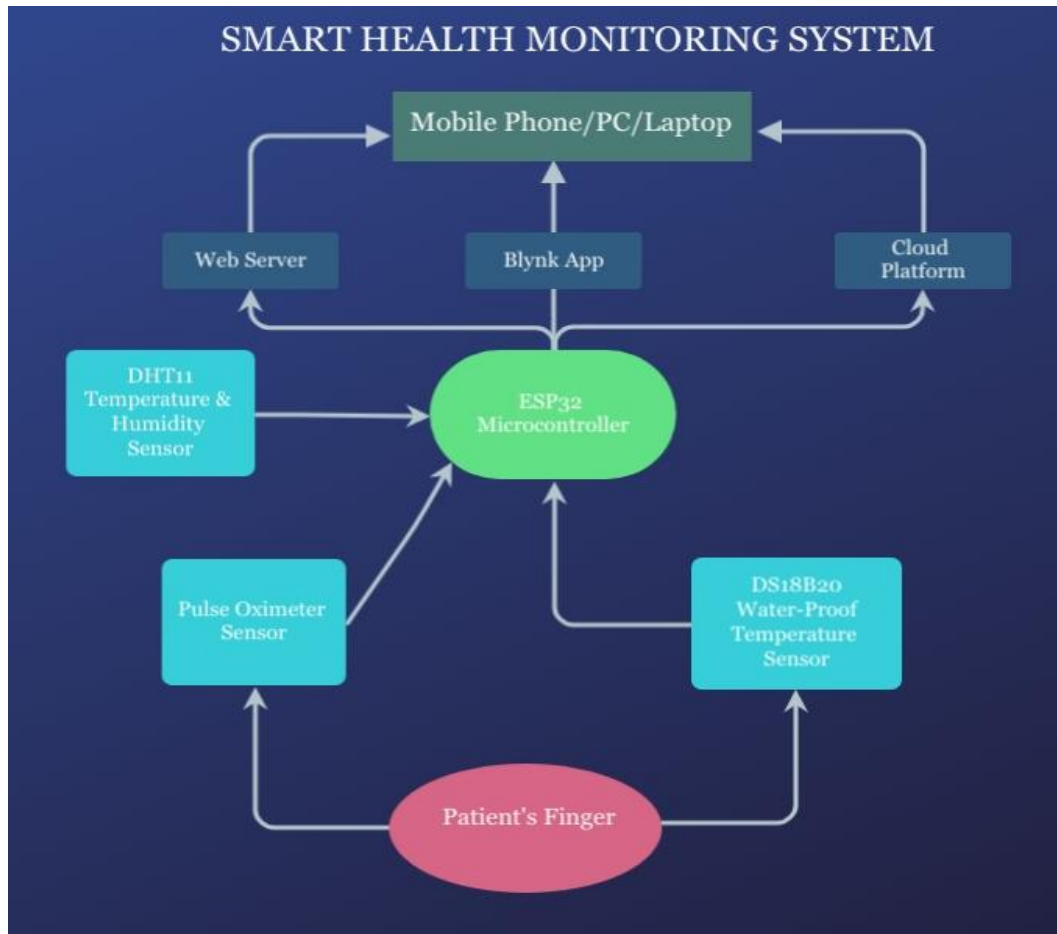 SMART HEALTH MONITORING SYSTEM
Mobile Phone/PC/Laptop
Web Server
Blynk App
Cloud
Platform
DHT11
Temperature &
Humidity
Sensor
ESP32
Microcontroller
Pulse Oximeter
Sensor
DS18B20
Water-Proof
Temperature
Sensor
Patient's Finger